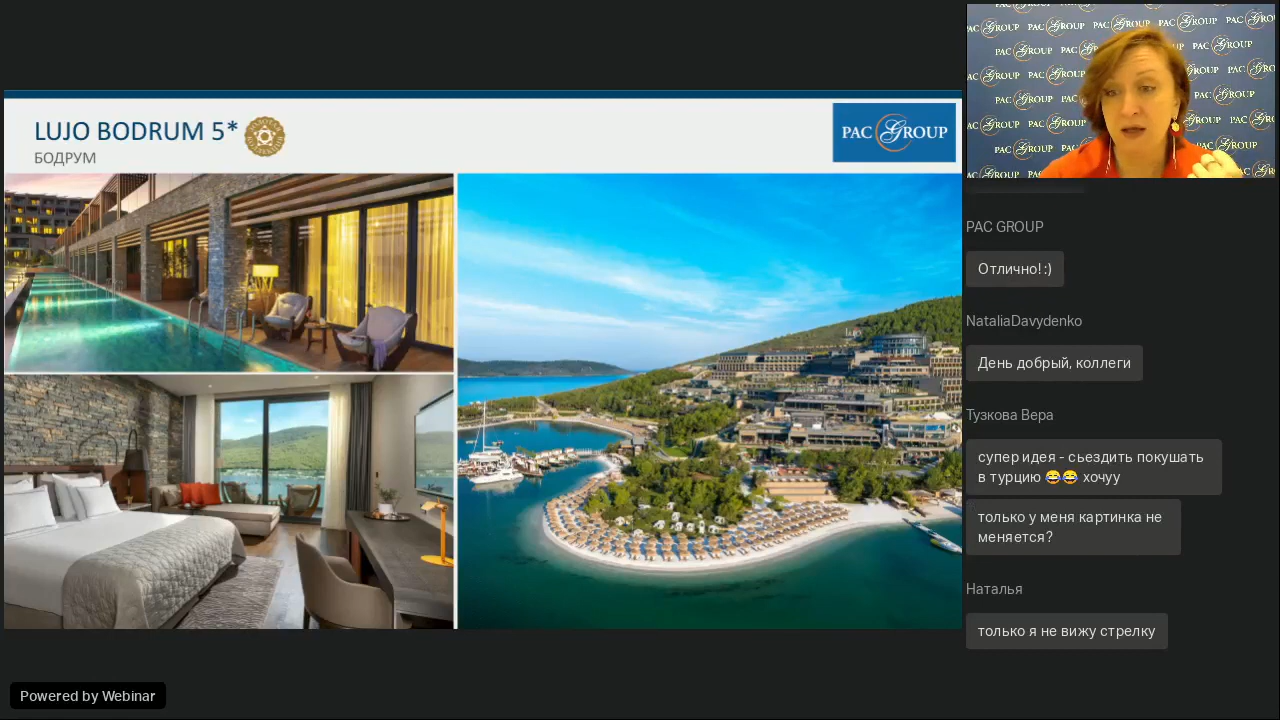 LUJO BODRUM 5*
БОДРУМ
PAC GROUP
PAC GROUP
Отлично! :)
NataliaDavydenko
День добрый, коллеги
Тузкова Вера
супер идея - сьездить покушать
в турцию 😂😂 хочуу
только у меня картинка не
меняется?
Наталья
только я не вижу стрелку
Powered by Webinar